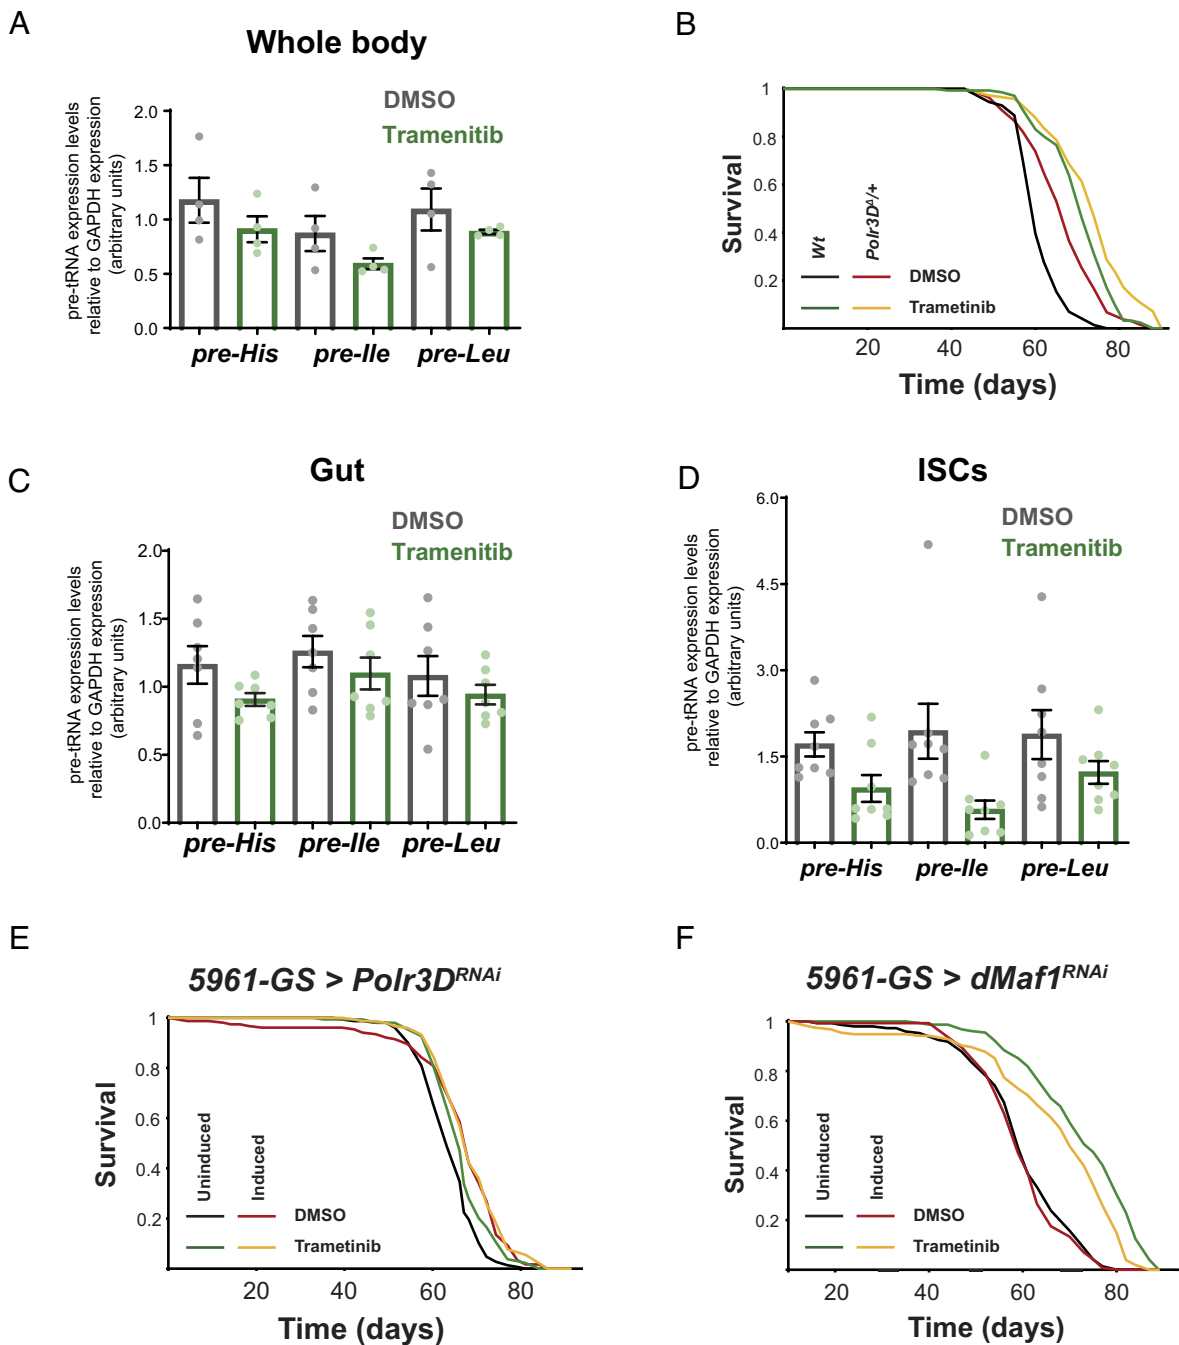 A
Whole body
DMSO
Tramenitib
pre-tRNA expression levels
relative to GAPDH expression
(arbitrary units)
2.0
1.5
1.0
0.5
0.0
pre-His
pre-Ile
pre-Leu
B
Survival
1
0.8
0.6
0.4
0.2
Wt
Polr3DΔ/+
DMSO
Trametinib
20
40
60
80
Time (days)
C
Gut
DMSO
Tramenitib
pre-tRNA expression levels
relative to GAPDH expression
(arbitrary units)
2.0
1.5
1.0
0.5
0.0
pre-His
pre-Ile
pre-Leu
D
ISCs
DMSO
Tramenitib
pre-tRNA expression levels
relative to GAPDH expression
(arbitrary units)
6.0
4.5
3.0
1.5
0.0
pre-His
pre-Ile
pre-Leu
E
5961-GS > Polr3DRNAi
Survival
1
0.8
0.6
0.4
0.2
Uninduced
Induced
DMSO
Trametinib
20
40
60
80
Time (days)
F
5961-GS > dMaf1RNAi
Survival
1
0.8
0.6
0.4
0.2
Uninduced
Induced
DMSO
Trametinib
20
40
60
80
Time (days)